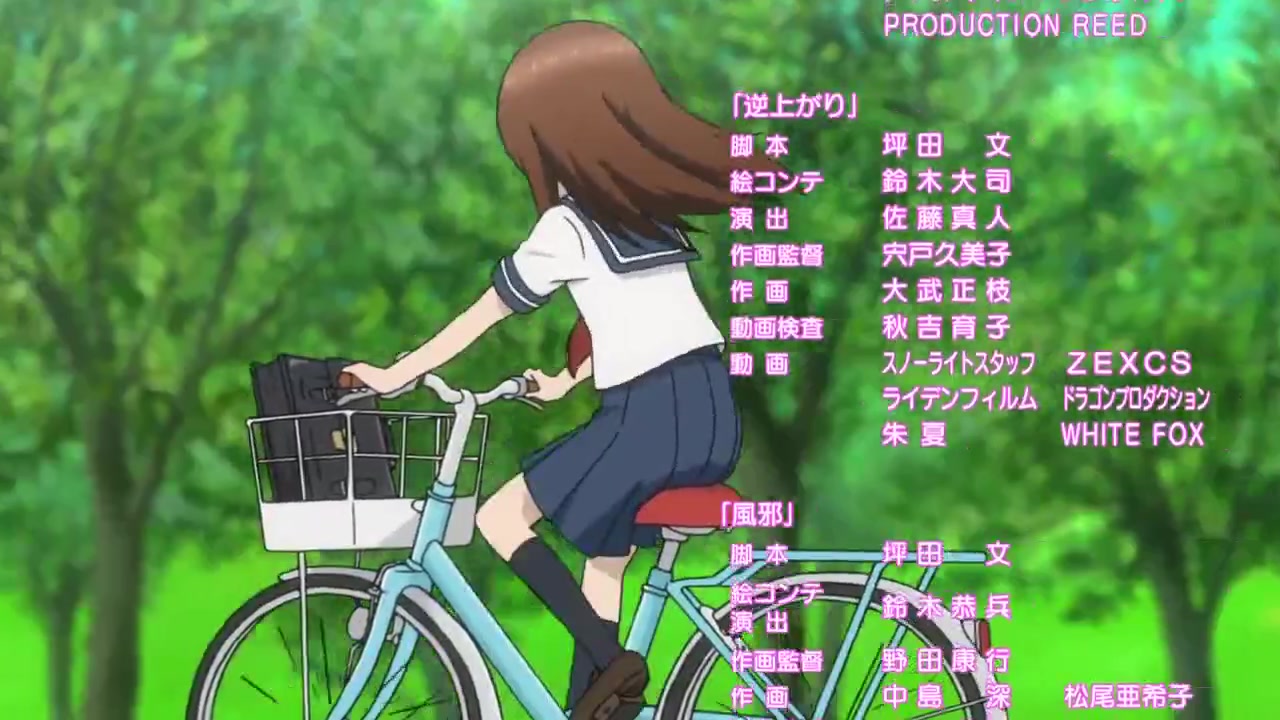 PRODUCTION REED
「逆上がり」
脚 本 坪 田 文
絵コンテ 鈴 木 大 司
演 出 佐 藤 真 人
作画監督 宍戸久美子
作 画 大 武 正 枝
動画検査 秋 吉 育 子
動 画 スノーライトスタッフ ZEXCS
ライデンフィルム ドラゴンプロダクション
朱 夏 WHITE FOX
「風邪」
脚 本 坪 田 文
絵コンテ
演 出 鈴 木 恭 兵
作画監督 野 田 康 行
作 画 中 島 深 松尾亜希子